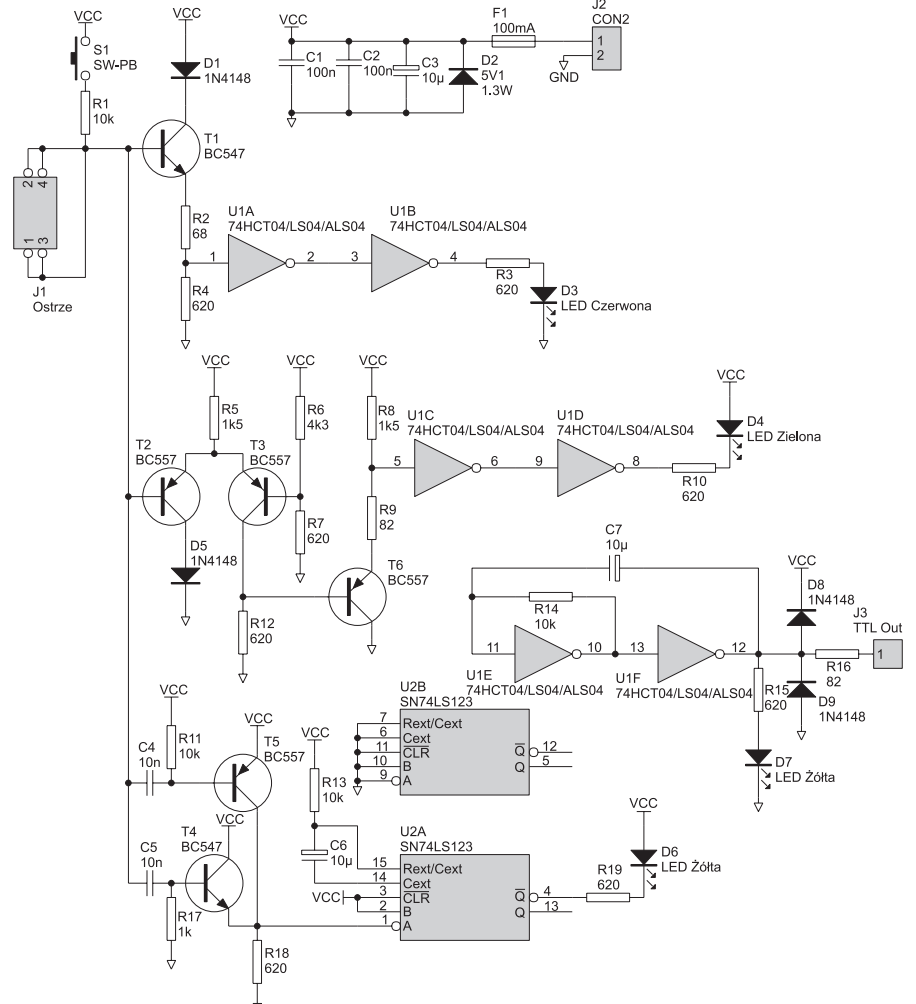 VCC
S1
SW-PB
R1
10k
VCC
D1
1N4148
T1
BC547
2
4
1
3
J1
Ostrze
R2
68
R4
620
VCC
C1
100n
C2
100n
C3
10µ
D2
5V1
1.3W
F1
100mA
J2
CON2
1
2
GND
U1A
74HCT04/LS04/ALS04
1
2
U1B
74HCT04/LS04/ALS04
3
4
R3
620
D3
LED Czerwona
VCC
R5
1k5
VCC
R6
4k3
T2
BC557
T3
BC557
R7
620
D5
1N4148
R12
620
VCC
R8
1k5
R9
82
T6
BC557
U1C
74HCT04/LS04/ALS04
5
6
U1D
74HCT04/LS04/ALS04
9
8
R10
620
VCC
D4
LED Zielona
C7
10µ
R14
10k
11
10
U1E
74HCT04/LS04/ALS04
13
12
U1F
74HCT04/LS04/ALS04
VCC
D8
1N4148
J3
TTL Out
1
R16
82
R15
620
D9
1N4148
D7
LED Żółta
U2B
SN74LS123
7
Rext/Cext
6
Cext
11
CLR
10
B
9
A
Q
12
Q
5
VCC
R11
10k
C4
10n
VCC
T5
BC557
VCC
R13
10k
C6
10µ
C5
10n
T4
BC547
VCC
R17
1k
R18
620
U2A
SN74LS123
15
Rext/Cext
14
Cext
VCC
3
CLR
2
B
1
A
Q
4
Q
13
R19
620
VCC
D6
LED Żółta